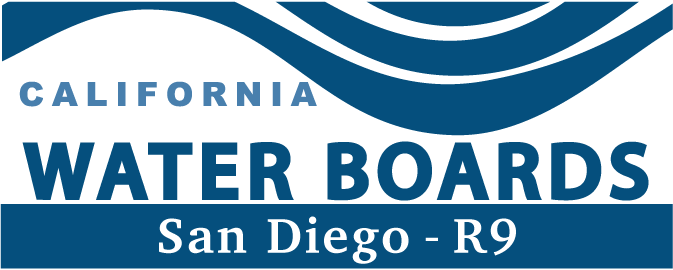 CALIFORNIA
WATER BOARDS
San Diego - R9